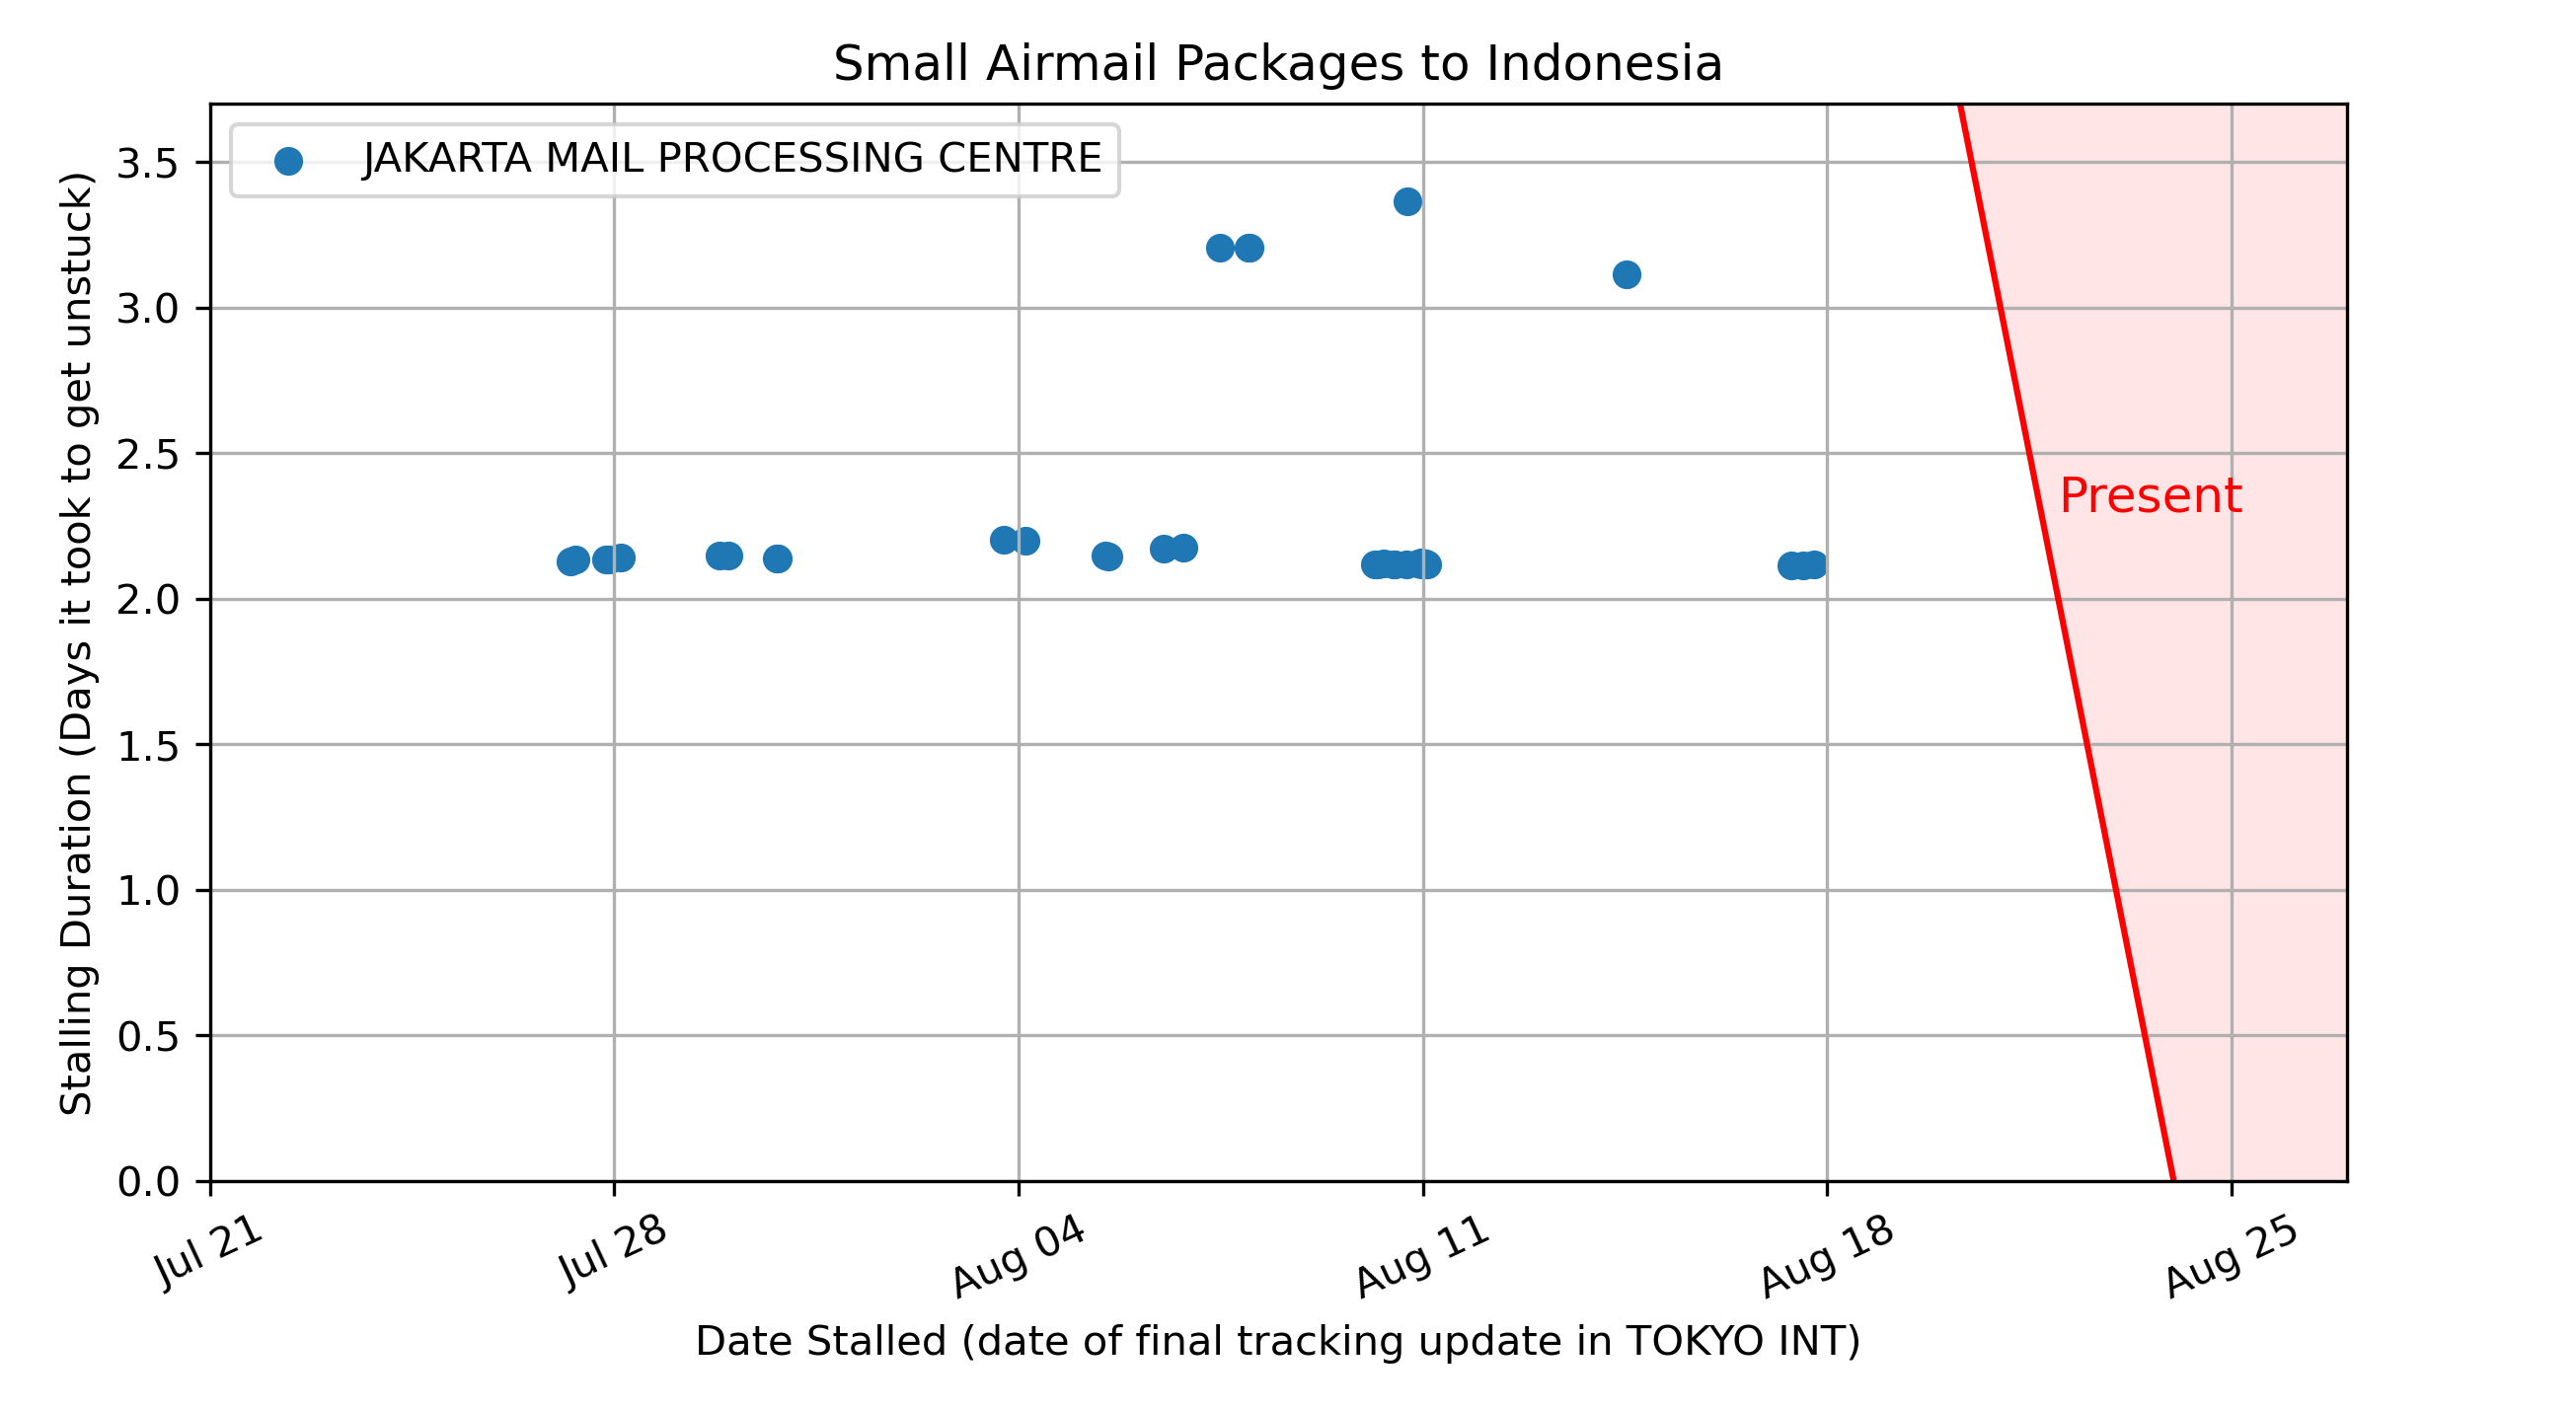 Small Airmail Packages to Indonesia
JAKARTA MAIL PROCESSING CENTRE
Stalling Duration (Days it took to get unstuck)
3.5
3.0
2.5
2.0
1.5
1.0
0.5
0.0
Present
Jul 21
Jul 28
Aug 04
Aug 11
Aug 18
Aug 25
Date Stalled (date of final tracking update in TOKYO INT)